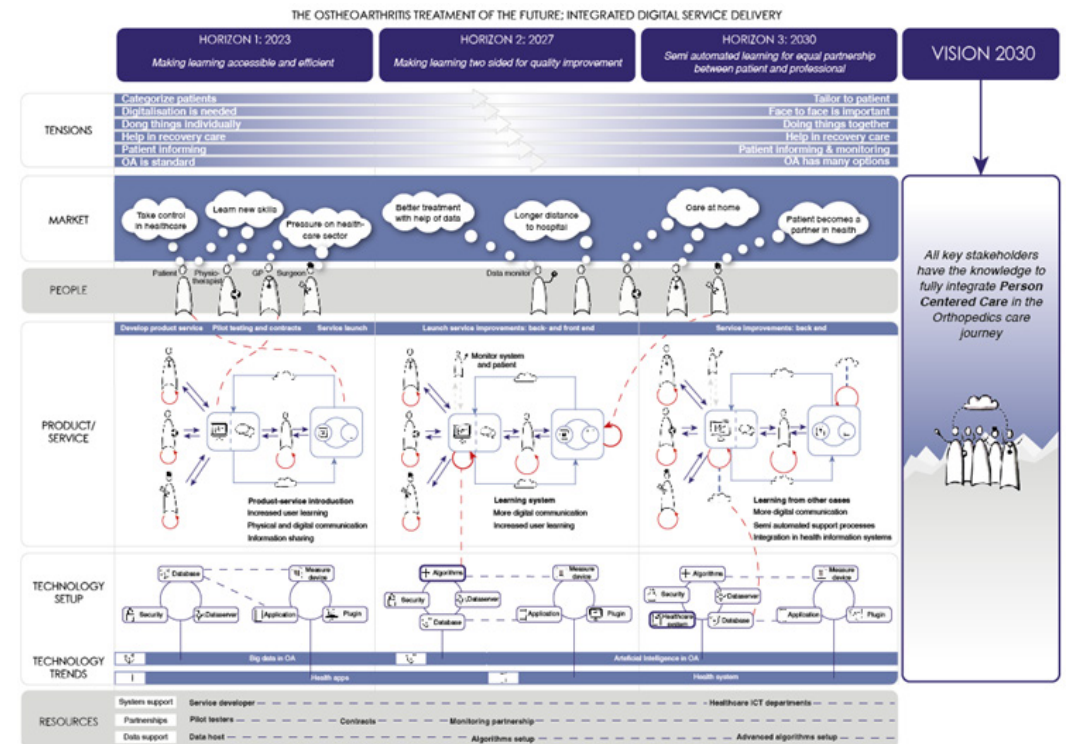 THE OSTHEOARTHRITIS TREATMENT OF THE FUTURE; INTEGRATED DIGITAL SERVICE DELIVERY
HORIZON 1; 2023
Making learning accessible and efficient
HORIZON 2; 2027
Making learning two sided for quality improvement
HORIZON 3; 2030
Semi automated learning for equal partnership
between patient and professional
VISION 2030
TENSIONS
Categorize patients
Tailor to patient
Digitalisation is needed
Face to face is important
Dong things individually
Doing things together
Help in recovery care
Help in recovery care
Patient informing
Patient informing & monitoring
OA is standard
OA has many options
MARKET
Take control
in healthcare
Learn new skills
Pressure on health-
care sector
Better treatment
with help of data
Longer distance
to hospital
Care at home
Patient becomes a
partner in health
PEOPLE
Patient
Physio-
therapist
GP
Surgeon
Data monitor
All key stakeholders
have the knowledge to
fully integrate Person
Centered Care in the
Orthopedics care
journey
PRODUCT/
SERVICE
Develop product service
Pilot testing and contracts
Service launch
Launch service improvements: back- and front end
Service improvements: back end
Monitor system
and patient
Product-service introduction
Increased user learning
Physical and digital communication
Information sharing
Learning system
More digital communication
Increased user learning
Learning from other cases
More digital communication
Semi automated support processes
Integration in health information systems
TECHNOLOGY
SETUP
Database
Security
Dataserver
Measure
device
Application
Plugin
Algorithms
Security
Dataserver
Database
Measure
device
Application
Plugin
Algorithms
Security
Dataserver
Healthcare
system
Database
Measure
device
Application
Plugin
TECHNOLOGY
TRENDS
Big data in OA
Arteficial Intelligence in OA
Health apps
Health system
RESOURCES
System support
Service developer
Healthcare ICT departments
Partnerships
Pilot testers
Contracts
Monitoring partnership
Data support
Data host
Algorithms setup
Advanced algorithms setup